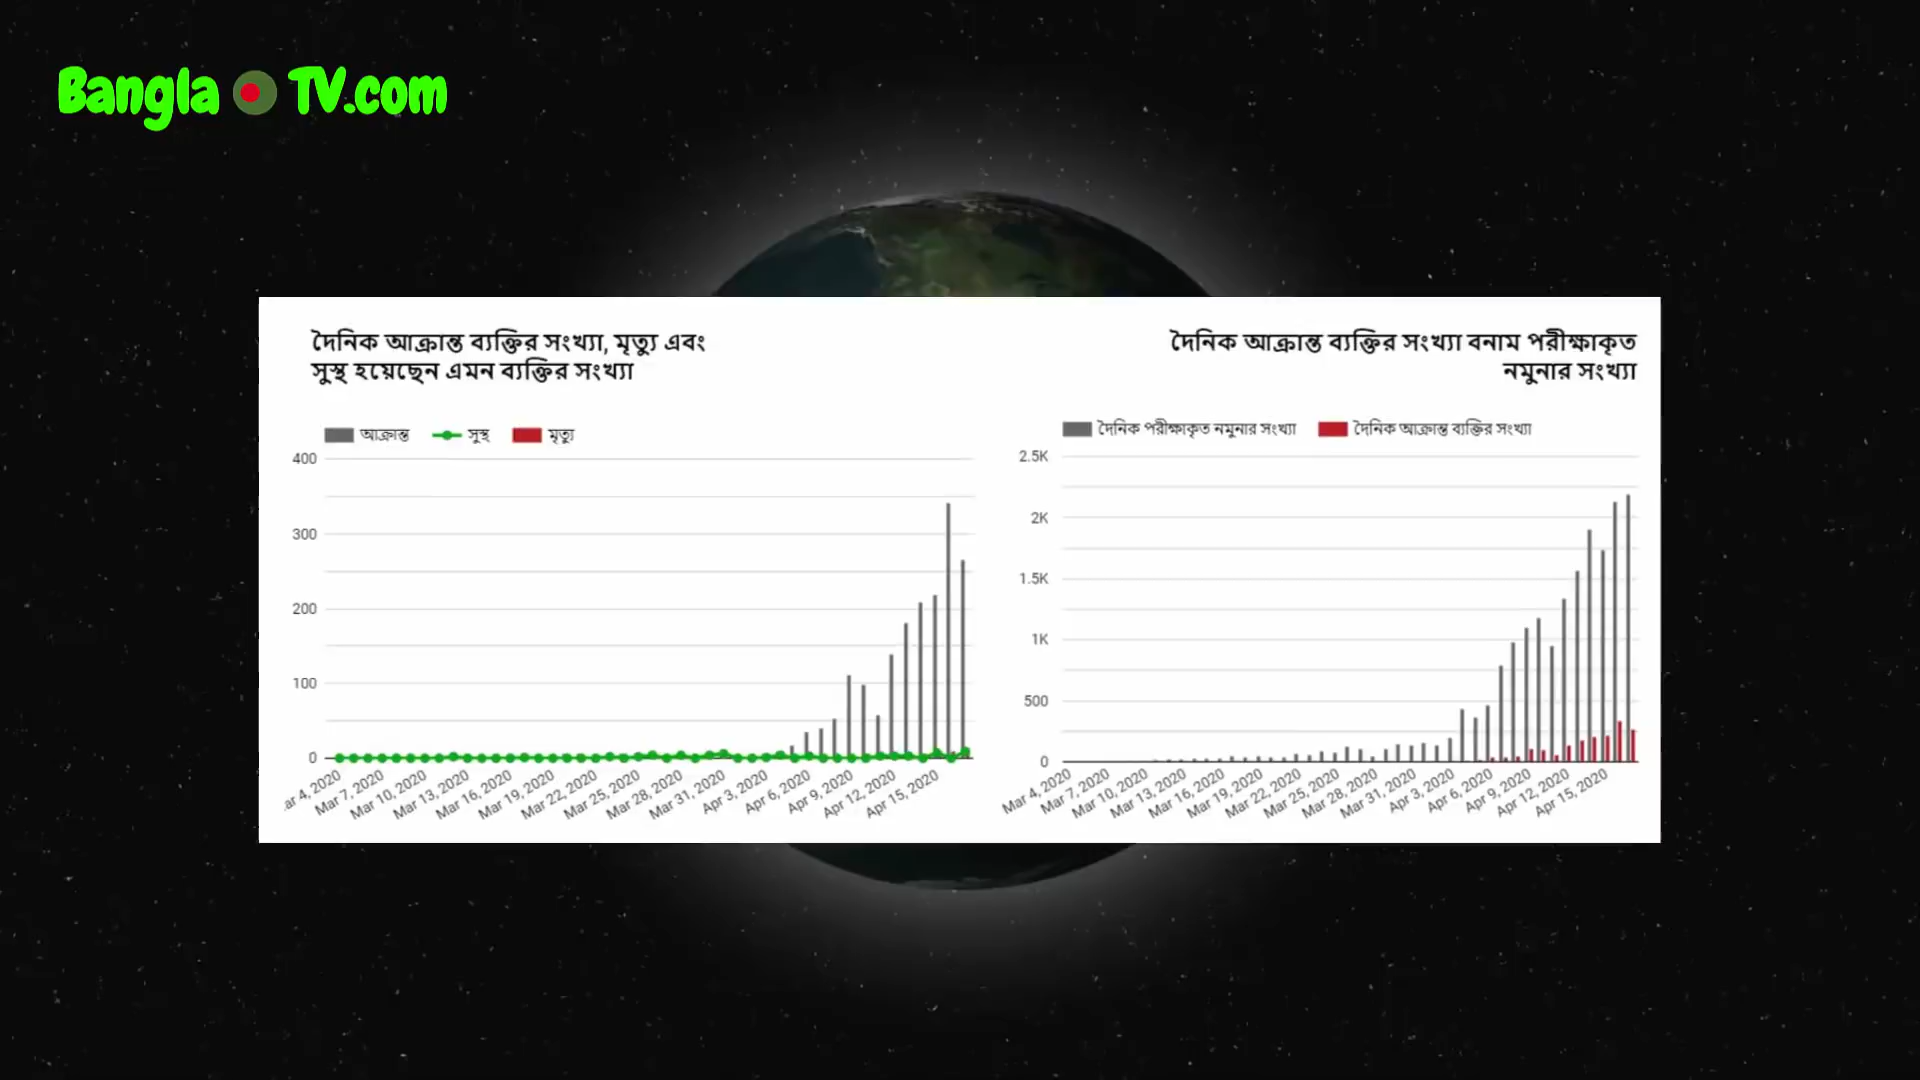 Bangla TV.com
দৈনিক আক্রান্ত ব্যক্তির সংখ্যা, মৃত্যু এবং
সুস্থ হয়েছেন এমন ব্যক্তির সংখ্যা
আক্রান্ত সুস্থ মৃত্যু
400
300
200
100
0
ar 4, 2020 Mar 7, 2020 Mar 10, 2020 Mar 13, 2020 Mar 16, 2020 Mar 19, 2020 Mar 22, 2020 Mar 25, 2020 Mar 28, 2020 Mar 31, 2020 Apr 3, 2020 Apr 6, 2020 Apr 9, 2020 Apr 12, 2020 Apr 15, 2020
দৈনিক আক্রান্ত ব্যক্তির সংখ্যা বনাম পরীক্ষাকৃত
নমুনার সংখ্যা
দৈনিক পরীক্ষাকৃত নমুনার সংখ্যা দৈনিক আক্রান্ত ব্যক্তির সংখ্যা
2.5K
2K
1.5K
1K
500
0
Mar 4, 2020 Mar 7, 2020 Mar 10, 2020 Mar 13, 2020 Mar 16, 2020 Mar 19, 2020 Mar 22, 2020 Mar 25, 2020 Mar 28, 2020 Mar 31, 2020 Apr 3, 2020 Apr 6, 2020 Apr 9, 2020 Apr 12, 2020 Apr 15, 2020